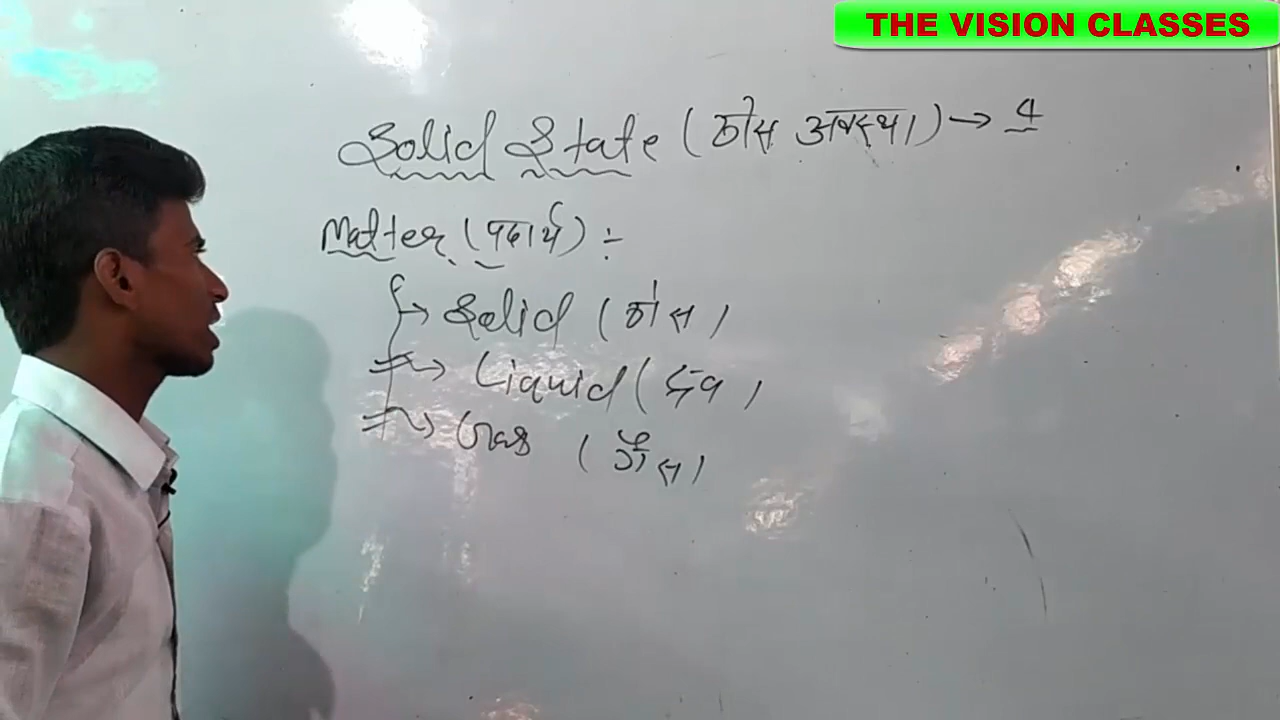 THE VISION CLASSES
Solid State (ठोस अवस्था) → 4
Matter (पदार्थ) :-
→ Solid (ठोस)
→ Liquid (द्रव)
→ Gas (गैस)